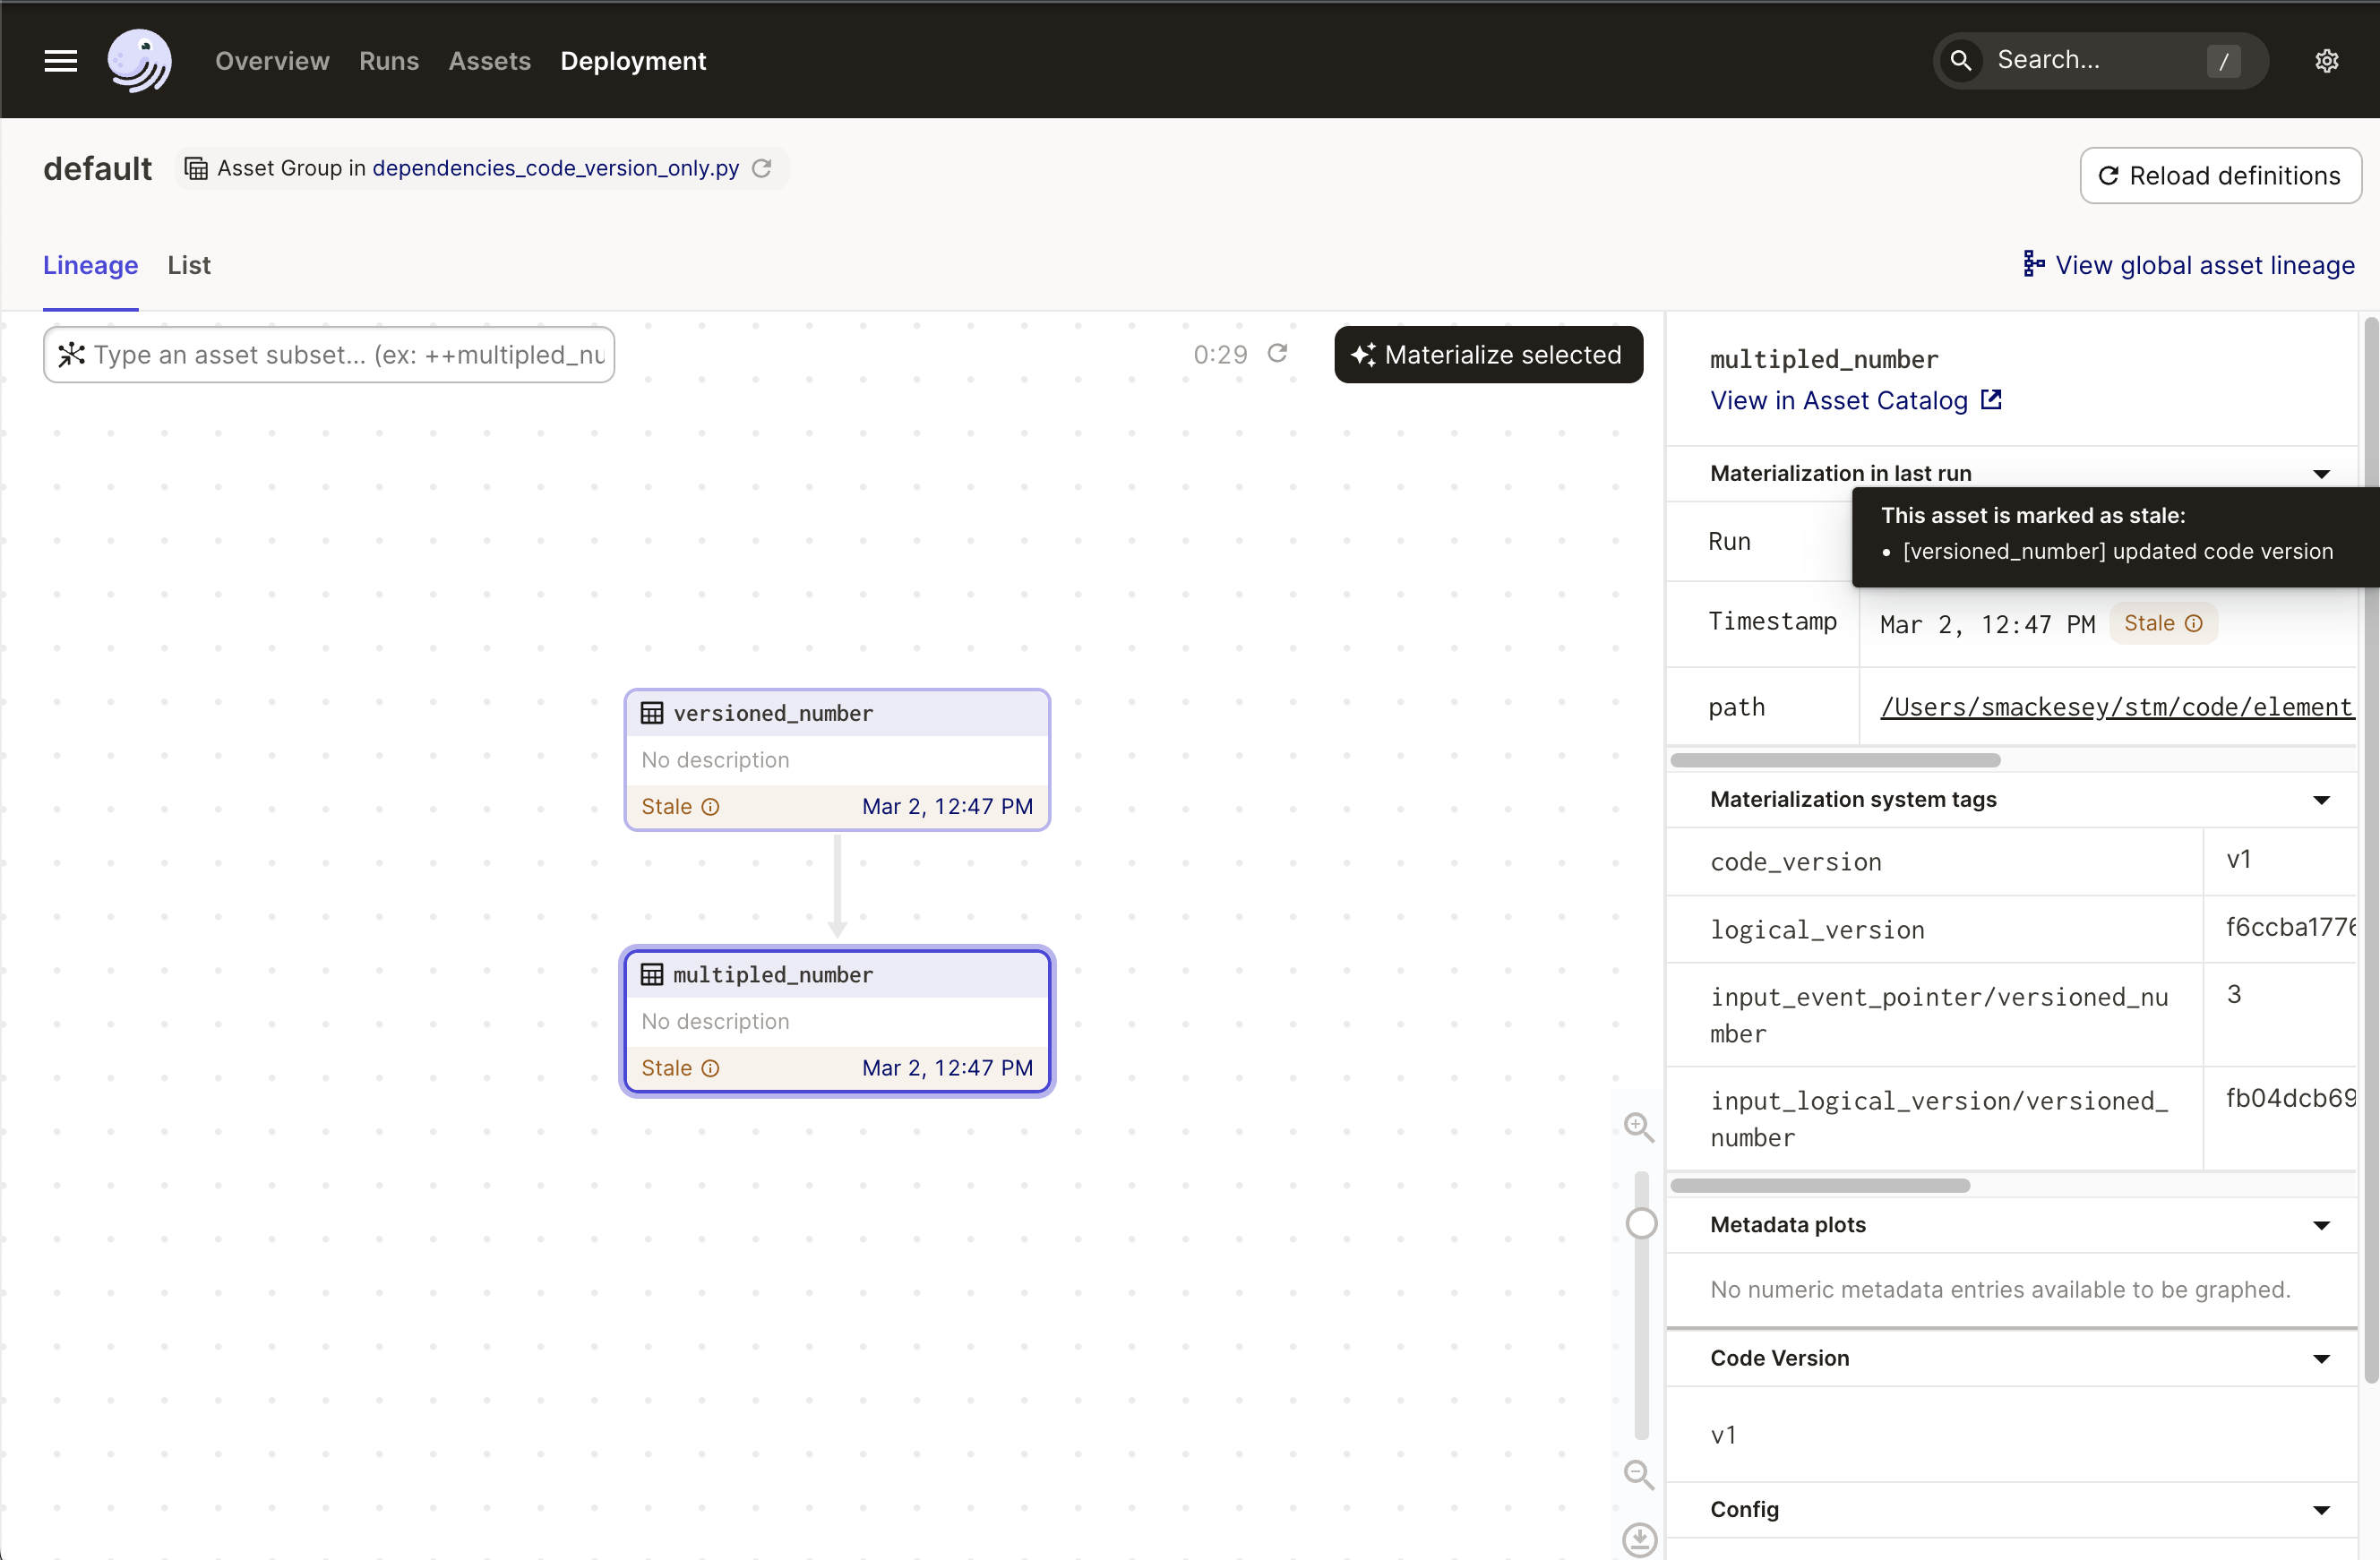 Overview Runs Assets Deployment
Search... /
default Asset Group in dependencies_code_version_only.py
Reload definitions
Lineage List
View global asset lineage
Type an asset subset... (ex: ++multipled_nu
0:29
Materialize selected
versioned_number
No description
Stale Mar 2, 12:47 PM
multipled_number
No description
Stale Mar 2, 12:47 PM
multipled_number
View in Asset Catalog
Materialization in last run
This asset is marked as stale:
• [versioned_number] updated code version
Run
Timestamp Mar 2, 12:47 PM Stale
path /Users/smackesey/stm/code/element
Materialization system tags
code_version v1
logical_version f6ccba1776
input_event_pointer/versioned_nu 3
mber
input_logical_version/versioned_ fb04dcb69
number
Metadata plots
No numeric metadata entries available to be graphed.
Code Version
v1
Config